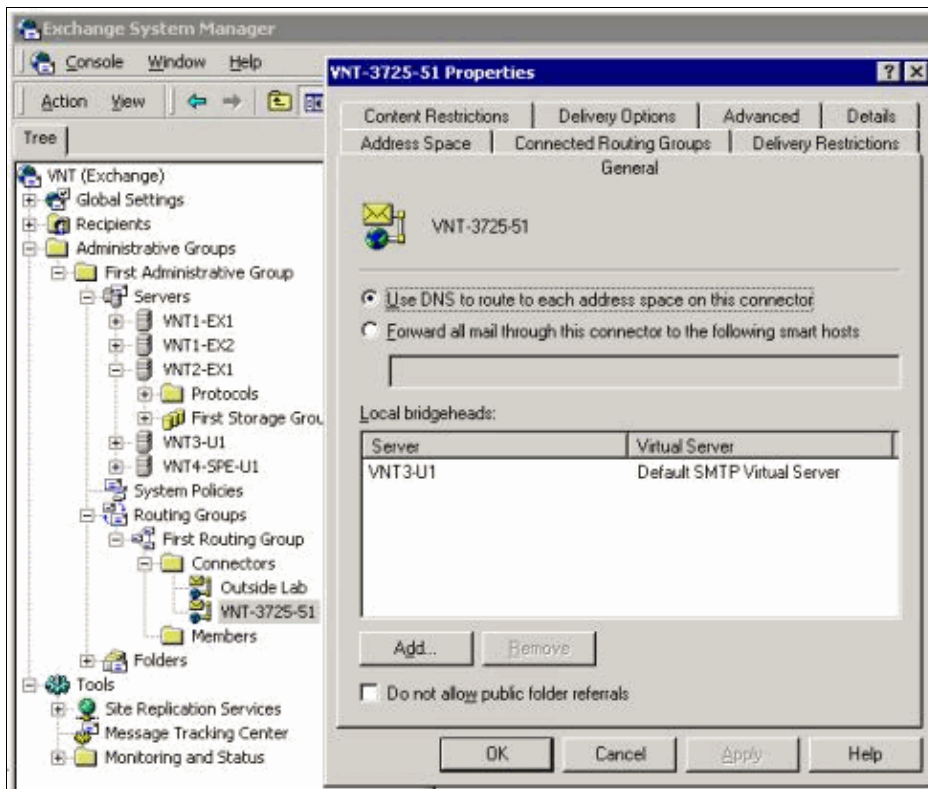 Exchange System Manager
Console Window Help
Action View
Tree
VNT (Exchange)
Global Settings
Recipients
Administrative Groups
First Administrative Group
Servers
VNT1-EX1
VNT1-EX2
VNT2-EX1
Protocols
First Storage Grou
VNT3-U1
VNT4-SPE-U1
System Policies
Routing Groups
First Routing Group
Connectors
Outside Lab
VNT-3725-51
Members
Folders
Tools
Site Replication Services
Message Tracking Center
Monitoring and Status
VNT-3725-51 Properties
Content Restrictions Delivery Options Advanced Details
Address Space Connected Routing Groups Delivery Restrictions
General
VNT-3725-51
Use DNS to route to each address space on this connector
Forward all mail through this connector to the following smart hosts
Local bridgeheads:
Server Virtual Server
VNT3-U1 Default SMTP Virtual Server
Add... Remove
Do not allow public folder referrals
OK Cancel Apply Help